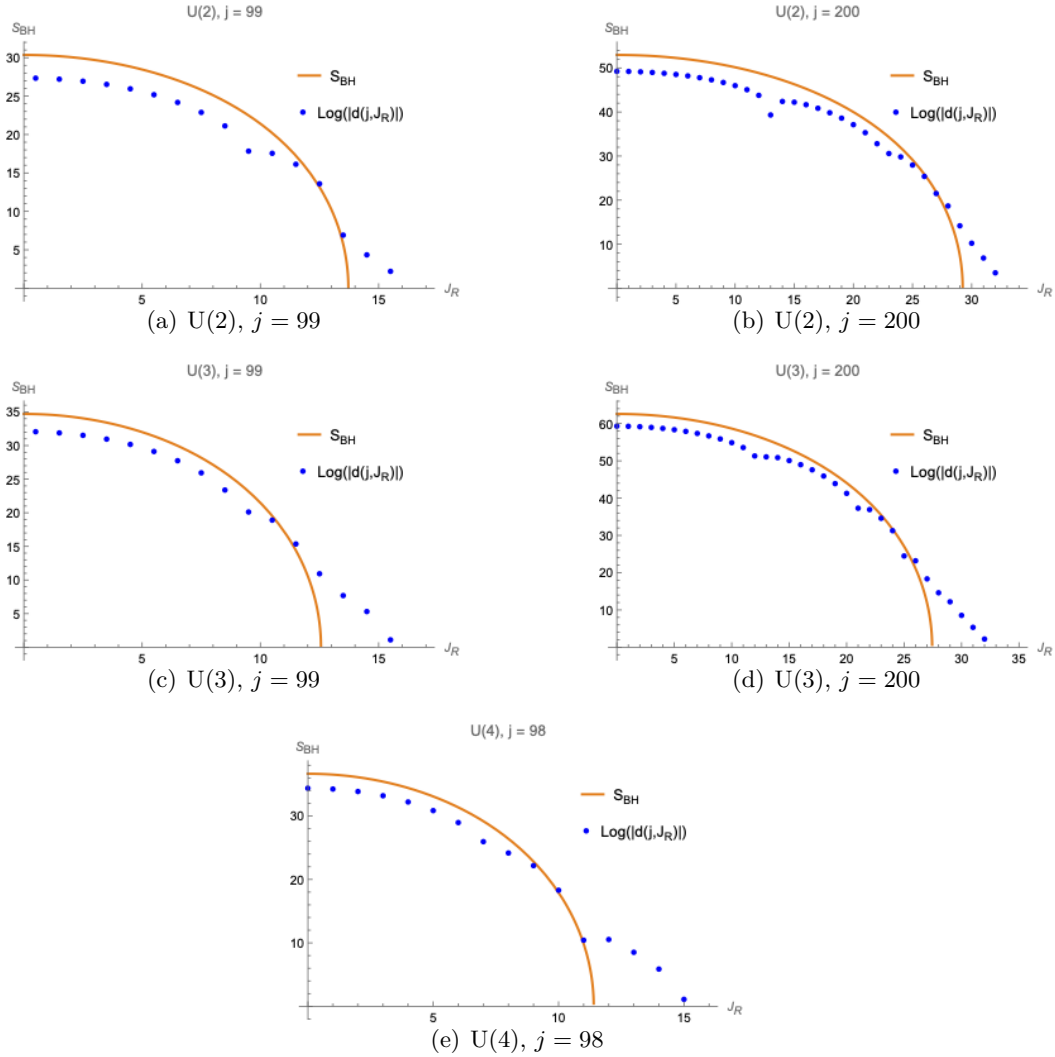 U(2), j = 99
S_BH
30
25
20
15
10
5
5
10
15
J_R
S_BH
Log(|d(j,J_R)|)
(a) U(2), j = 99
U(2), j = 200
S_BH
50
40
30
20
10
5
10
15
20
25
30
J_R
S_BH
Log(|d(j,J_R)|)
(b) U(2), j = 200
U(3), j = 99
S_BH
35
30
25
20
15
10
5
5
10
15
J_R
S_BH
Log(|d(j,J_R)|)
(c) U(3), j = 99
U(3), j = 200
S_BH
60
50
40
30
20
10
5
10
15
20
25
30
35
J_R
S_BH
Log(|d(j,J_R)|)
(d) U(3), j = 200
U(4), j = 98
S_BH
30
20
10
5
10
15
J_R
S_BH
Log(|d(j,J_R)|)
(e) U(4), j = 98